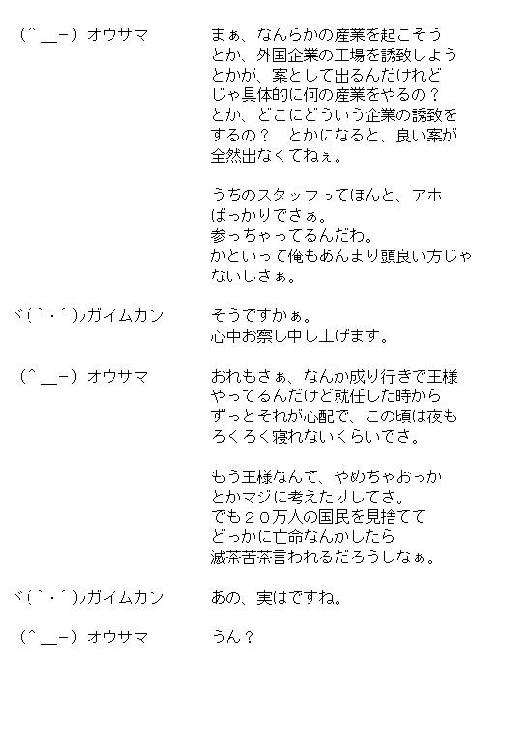 （＾＿－）オウサマ　まぁ、なんらかの産業を起こそう
とか、外国企業の工場を誘致しよう
とかが、案として出るんだけれど
じゃ具体的に何の産業をやるの？
とか、どこにどういう企業の誘致を
するの？　とかになると、良い案が
全然出なくてねぇ。
うちのスタッフってほんと、アホ
ばっかりでさぁ。
参っちゃってるんだわ。
かといって俺もあんまり頭良い方じゃ
ないしさぁ。
ヾ(｀・´)ﾉガイムカン　そうですかぁ。
心中お察し申し上げます。
（＾＿－）オウサマ　おれもさぁ、なんか成り行きで王様
やってるんだけど就任した時から
ずっとそれが心配で、この頃は夜も
ろくろく寝れないくらいでさ。
もう王様なんて、やめちゃおっか
とかマジに考えたりしてさ。
でも２０万人の国民を見捨てて
どっかに亡命なんかしたら
滅茶苦茶言われるだろうしなぁ。
ヾ(｀・´)ﾉガイムカン　あの、実はですね。
（＾＿－）オウサマ　うん？